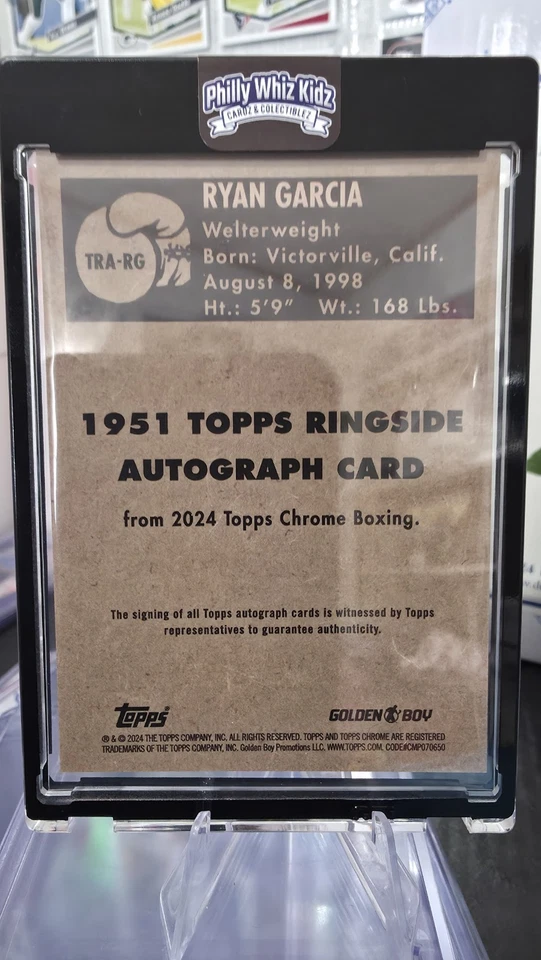 Philly Whiz Kidz
CARDZ & COLLECTIBLEZ
RYAN GARCIA
TRA-RG
Welterweight
Born: Victorville, Calif.
August 8, 1998
Ht.: 5'9" Wt.: 168 Lbs.
1951 TOPPS RINGSIDE
AUTOGRAPH CARD
from 2024 Topps Chrome Boxing.
The signing of all Topps autograph cards is witnessed by Topps
representatives to guarantee authenticity.
topps
GOLDEN BOY
® & © 2024 THE TOPPS COMPANY, INC. ALL RIGHTS RESERVED. TOPPS AND TOPPS CHROME ARE REGISTERED
TRADEMARKS OF THE TOPPS COMPANY, INC. Golden Boy Promotions LLC. WWW.TOPPS.COM. CODE#CMP070650